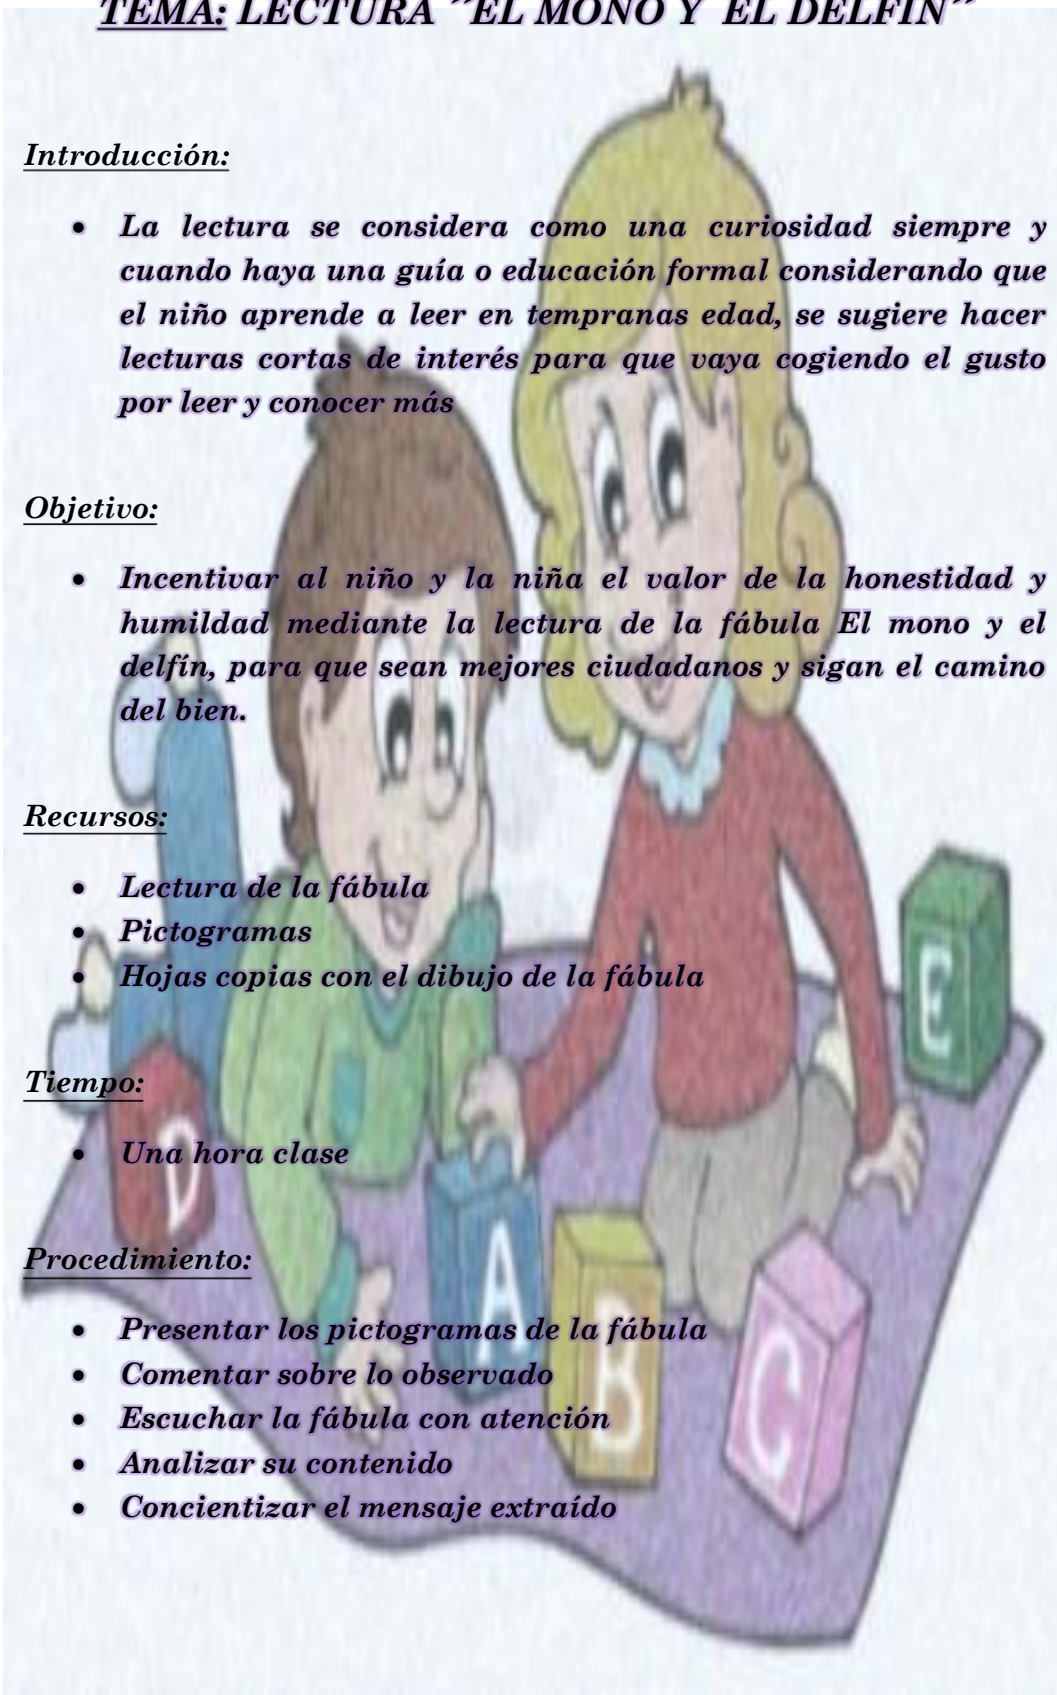 TEMA: LECTURA ´´EL MONO Y EL DELFÍN´´
Introducción:
• La lectura se considera como una curiosidad siempre y
cuando haya una guía o educación formal considerando que
el niño aprende a leer en tempranas edad, se sugiere hacer
lecturas cortas de interés para que vaya cogiendo el gusto
por leer y conocer más
Objetivo:
• Incentivar al niño y la niña el valor de la honestidad y
humildad mediante la lectura de la fábula El mono y el
delfín, para que sean mejores ciudadanos y sigan el camino
del bien.
Recursos:
• Lectura de la fábula
• Pictogramas
• Hojas copias con el dibujo de la fábula
E
Tiempo:
• Una hora clase
D
Procedimiento:
A
B
C
• Presentar los pictogramas de la fábula
• Comentar sobre lo observado
• Escuchar la fábula con atención
• Analizar su contenido
• Concientizar el mensaje extraído